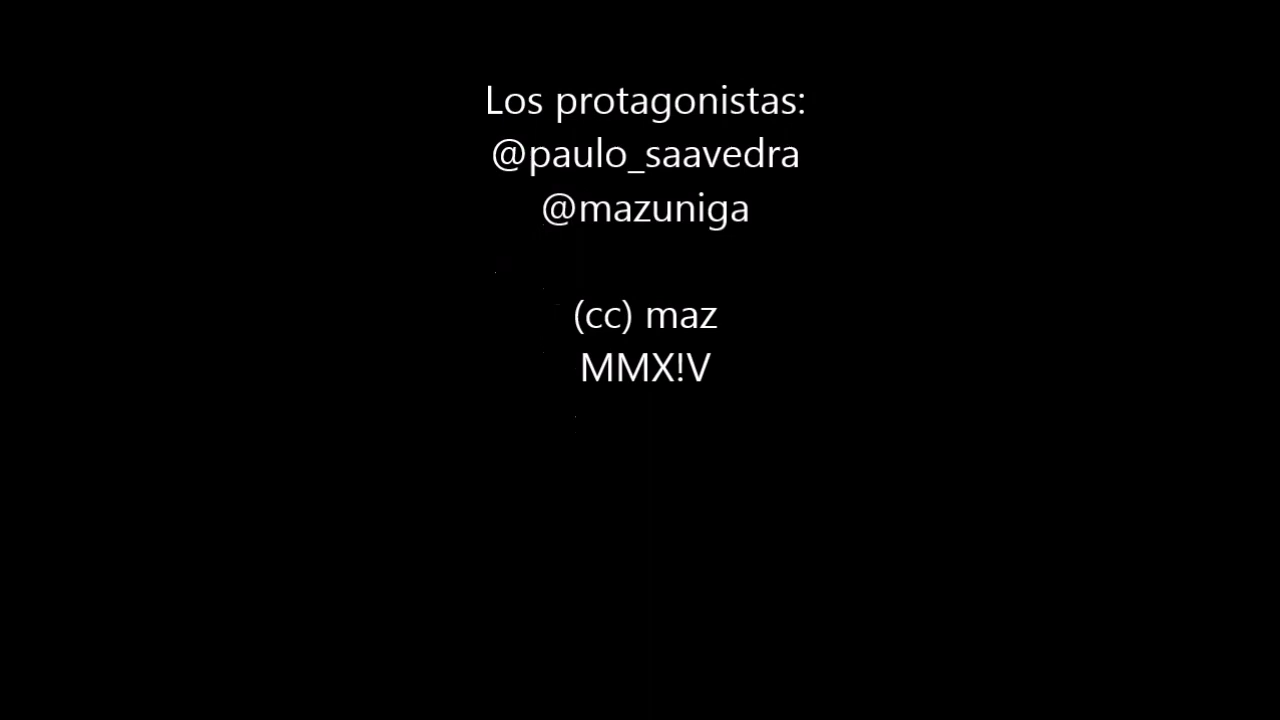 Los protagonistas:
@paulo_saavedra
@mazuniga
(cc) maz
MMX!V